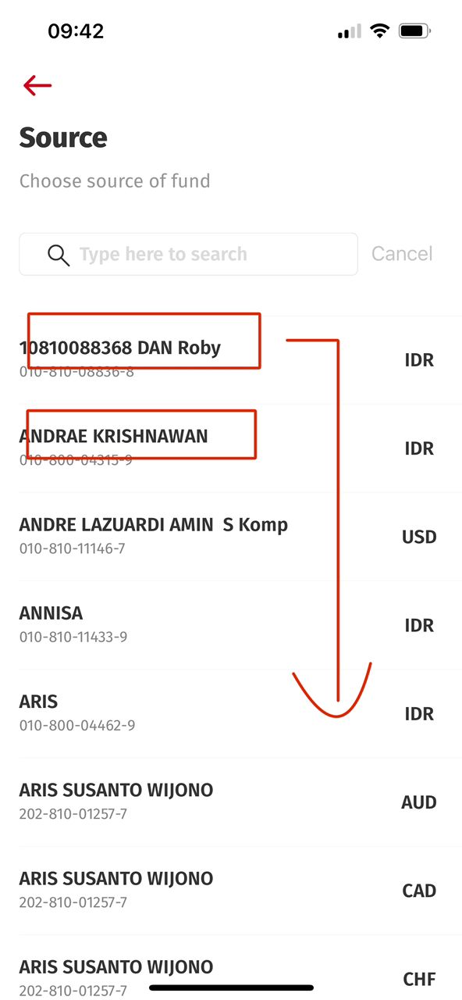 09:42
Source
Choose source of fund
Type here to search Cancel
10810088368 DAN Roby
010-810-08836-8
IDR
ANDRAE KRISHNAWAN
010-800-04315-9
IDR
ANDRE LAZUARDI AMIN  S Komp
010-810-11146-7
USD
ANNISA
010-810-11433-9
IDR
ARIS
010-800-04462-9
IDR
ARIS SUSANTO WIJONO
202-810-01257-7
AUD
ARIS SUSANTO WIJONO
202-810-01257-7
CAD
ARIS SUSANTO WIJONO
202-810-01257-7
CHF